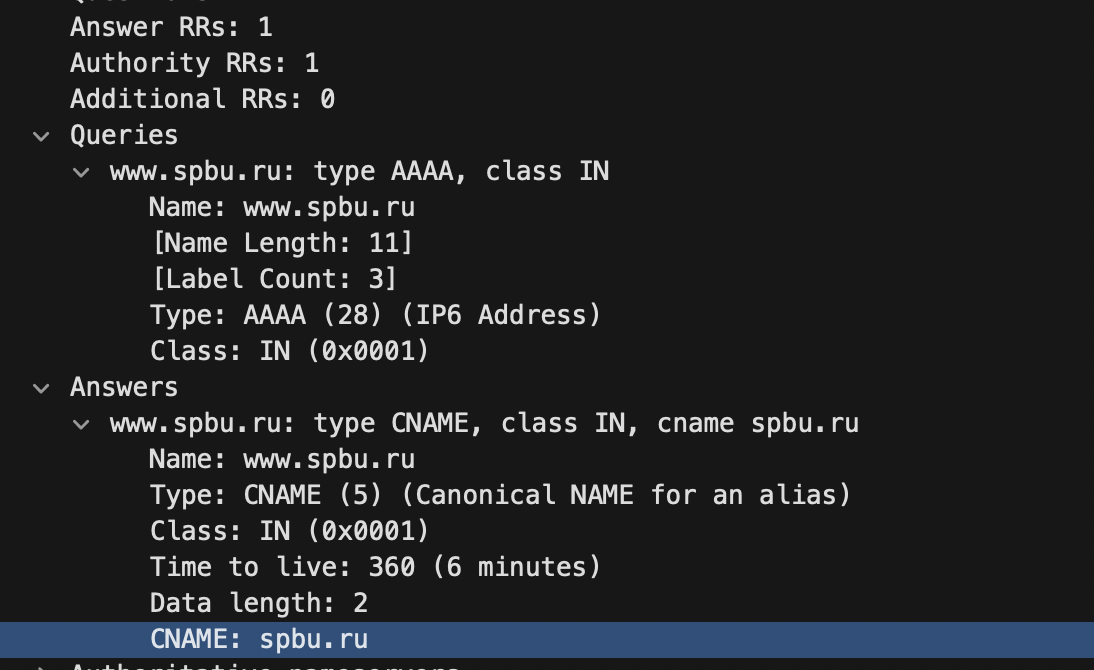 Answer RRs: 1
Authority RRs: 1
Additional RRs: 0
Queries
www.spbu.ru: type AAAA, class IN
Name: www.spbu.ru
[Name Length: 11]
[Label Count: 3]
Type: AAAA (28) (IP6 Address)
Class: IN (0x0001)
Answers
www.spbu.ru: type CNAME, class IN, cname spbu.ru
Name: www.spbu.ru
Type: CNAME (5) (Canonical NAME for an alias)
Class: IN (0x0001)
Time to live: 360 (6 minutes)
Data length: 2
CNAME: spbu.ru
Authoritative nameservers